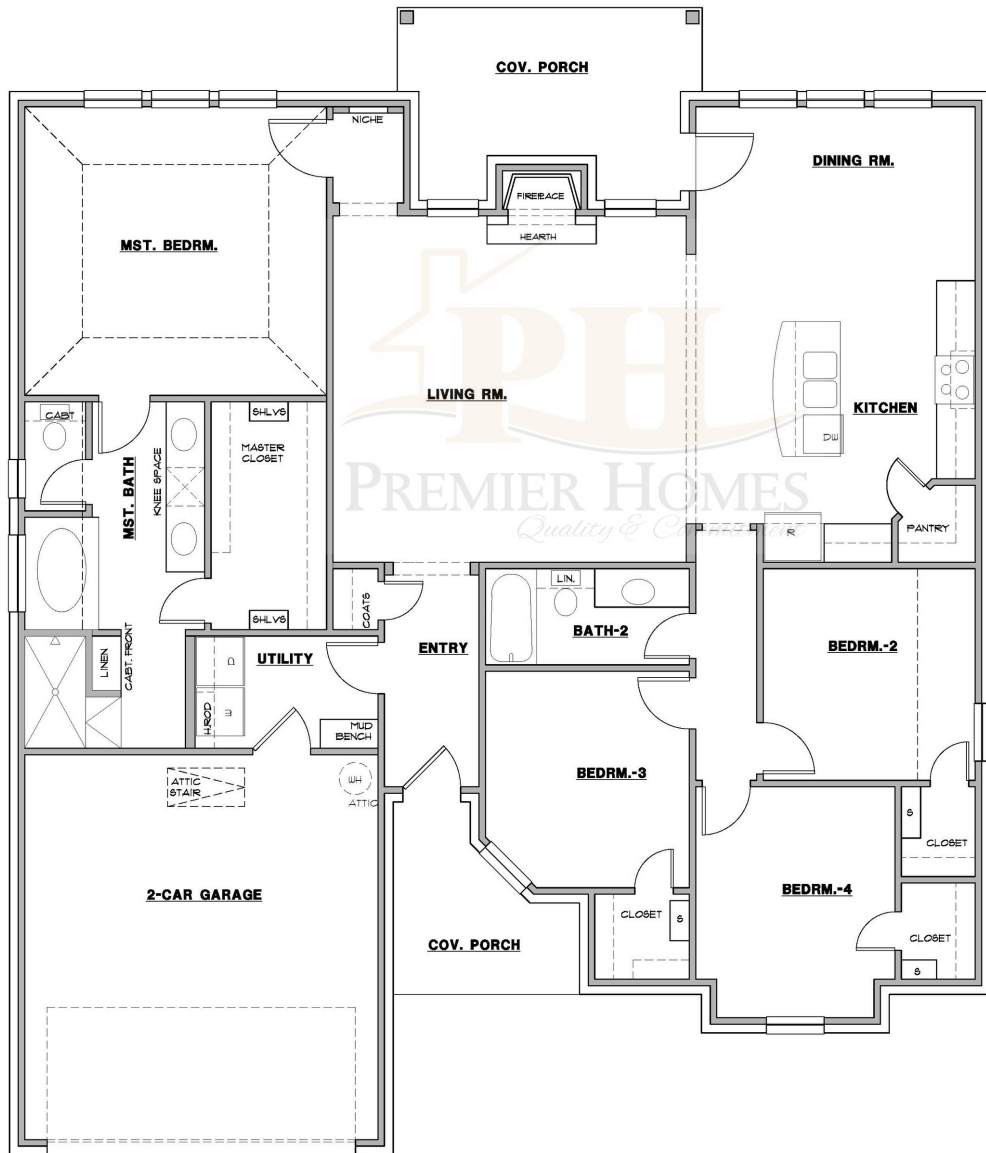 COV. PORCH
NICHE
DINING RM.
FIREPLACE
HEARTH
MST. BEDRM.
PH
LIVING RM.
KITCHEN
CABT
SHLVS
MASTER
CLOSET
KNEE SPACE
MST. BATH
DW
PREMIER HOMES
Quality & Commitment
R
PANTRY
COATS
LIN.
BATH-2
SHLVS
LINEN
CABT. FRONT
UTILITY
ENTRY
BEDRM.-2
D
W
H.ROD
MUD
BENCH
BEDRM.-3
ATTIC
STAIR
WH
ATTIC
S
CLOSET
2-CAR GARAGE
BEDRM.-4
CLOSET
S
COV. PORCH
CLOSET
S